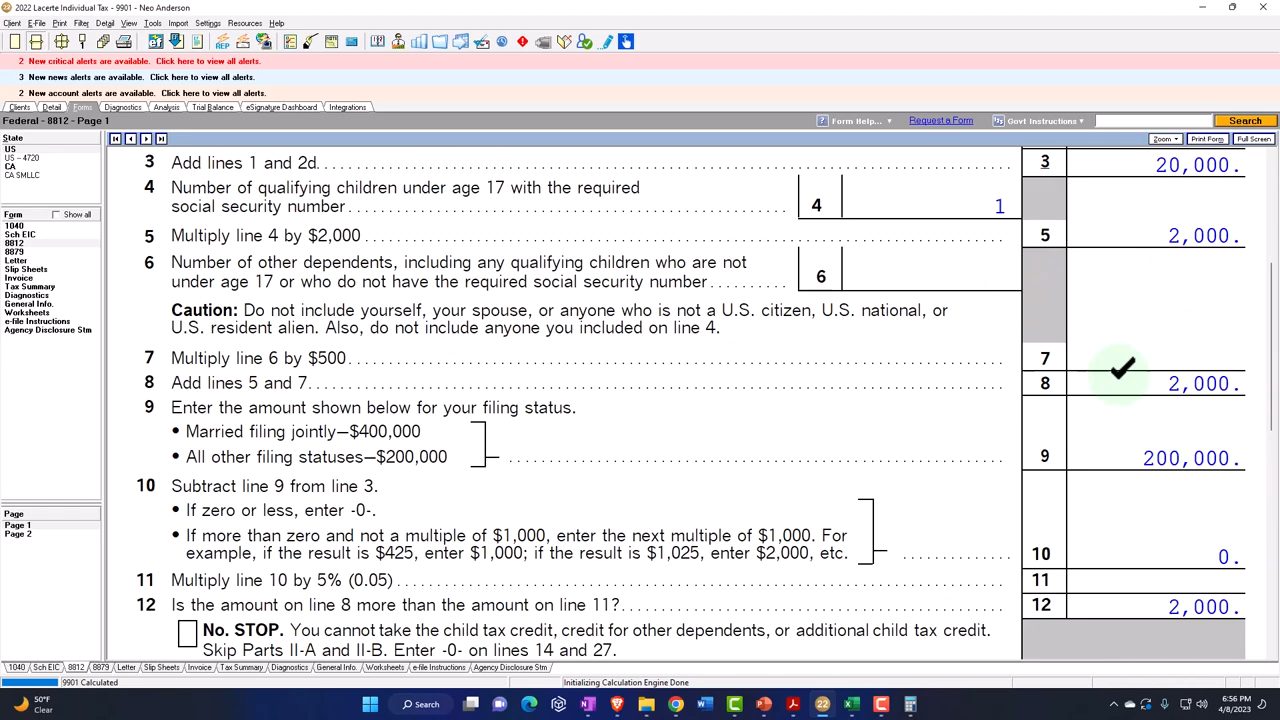 22 2022 Lacerte Individual Tax - 9901 - Neo Anderson
Client E-File Print Filter Detail View Tools Import Settings Resources Help
REP
2 New critical alerts are available. Click here to view all alerts.
3 New news alerts are available. Click here to view all alerts.
2 New account alerts are available. Click here to view all alerts.
Clients Detail Forms Diagnostics Analysis Trial Balance eSignature Dashboard Integrations
Federal - 8812 - Page 1
Form Help... Request a Form Govt Instructions Search
Zoom Print Form Full Screen
State
US
US - 4720
CA
CA SMLLC
Form Show all
1040
Sch EIC
8812
8879
Letter
Slip Sheets
Invoice
Tax Summary
Diagnostics
General Info.
Worksheets
e-file Instructions
Agency Disclosure Stm
Page
Page 1
Page 2
3 Add lines 1 and 2d. 3 20,000.
4 Number of qualifying children under age 17 with the required
social security number 4 1
5 Multiply line 4 by $2,000 5 2,000.
6 Number of other dependents, including any qualifying children who are not
under age 17 or who do not have the required social security number 6
Caution: Do not include yourself, your spouse, or anyone who is not a U.S. citizen, U.S. national, or
U.S. resident alien. Also, do not include anyone you included on line 4.
7 Multiply line 6 by $500 7
8 Add lines 5 and 7. 8 2,000.
9 Enter the amount shown below for your filing status.
• Married filing jointly—$400,000
• All other filing statuses—$200,000 9 200,000.
10 Subtract line 9 from line 3.
• If zero or less, enter -0-.
• If more than zero and not a multiple of $1,000, enter the next multiple of $1,000. For
example, if the result is $425, enter $1,000; if the result is $1,025, enter $2,000, etc. 10 0.
11 Multiply line 10 by 5% (0.05) 11
12 Is the amount on line 8 more than the amount on line 11? 12 2,000.
No. STOP. You cannot take the child tax credit, credit for other dependents, or additional child tax credit.
Skip Parts II-A and II-B. Enter -0- on lines 14 and 27.
1040 Sch EIC 8812 8879 Letter Slip Sheets Invoice Tax Summary Diagnostics General Info. Worksheets e-file Instructions Agency Disclosure Stm
9901 Calculated Initializing Calculation Engine Done
50°F
Clear
Search
22
6:56 PM
4/8/2023